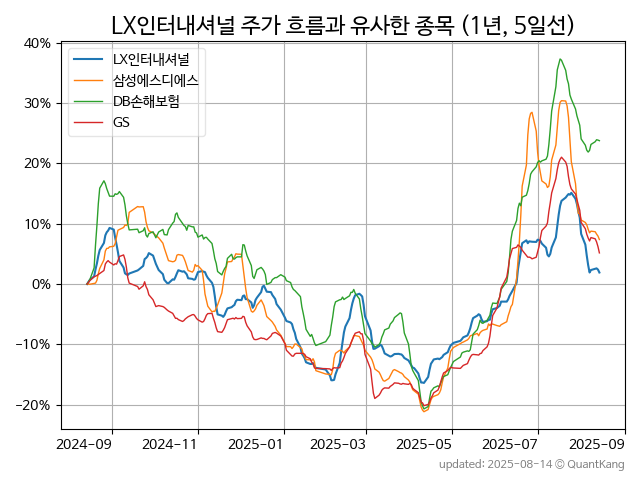 LX인터내셔널 주가 흐름과 유사한 종목 (1년, 5일선)
LX인터내셔널
삼성에스디에스
DB손해보험
GS
40%
30%
20%
10%
0%
−10%
−20%
2024-09 2024-11 2025-01 2025-03 2025-05 2025-07 2025-09
updated: 2025-08-14 © QuantKang